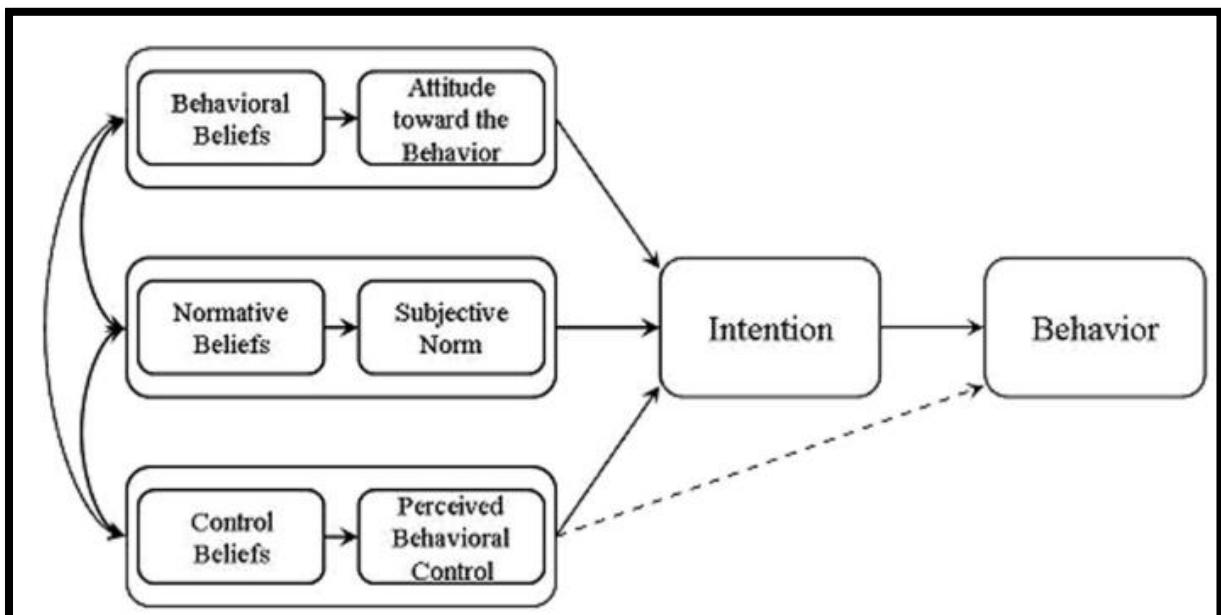 Behavioral
Beliefs
Attitude
toward the
Behavior
Normative
Beliefs
Subjective
Norm
Intention
Behavior
Control
Beliefs
Perceived
Behavioral
Control